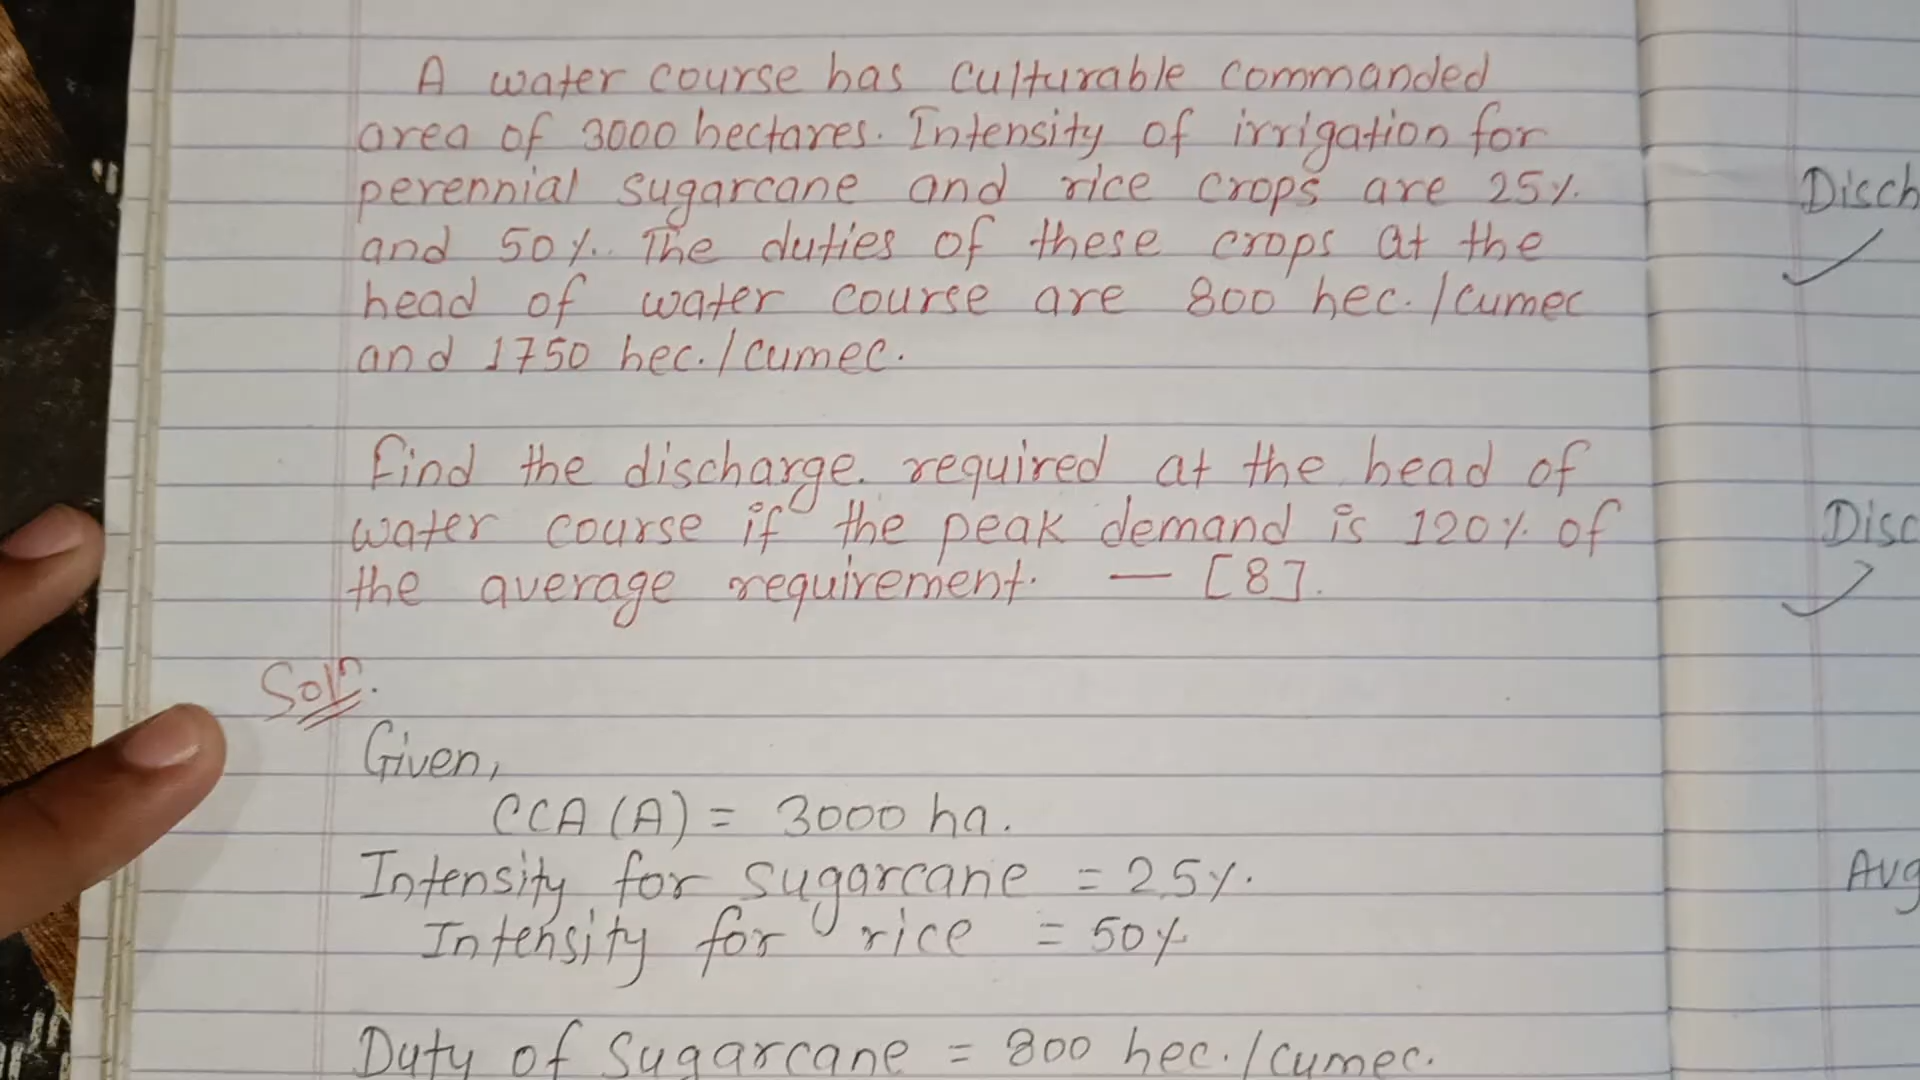 A water course has culturable commanded
area of 3000 hectares. Intensity of irrigation for
perennial sugarcane and rice crops are 25%
and 50%. The duties of these crops at the
head of water course are 800 hec./cumec
and 1750 hec./cumec.
Find the discharge required at the head of
water course if the peak demand is 120% of
the average requirement. — [8].
Soln.
Given,
CCA (A) = 3000 ha.
Intensity for sugarcane = 25%.
Intensity for rice = 50%
Duty of Sugarcane = 800 hec./cumec.
Disch
Disc
Avg